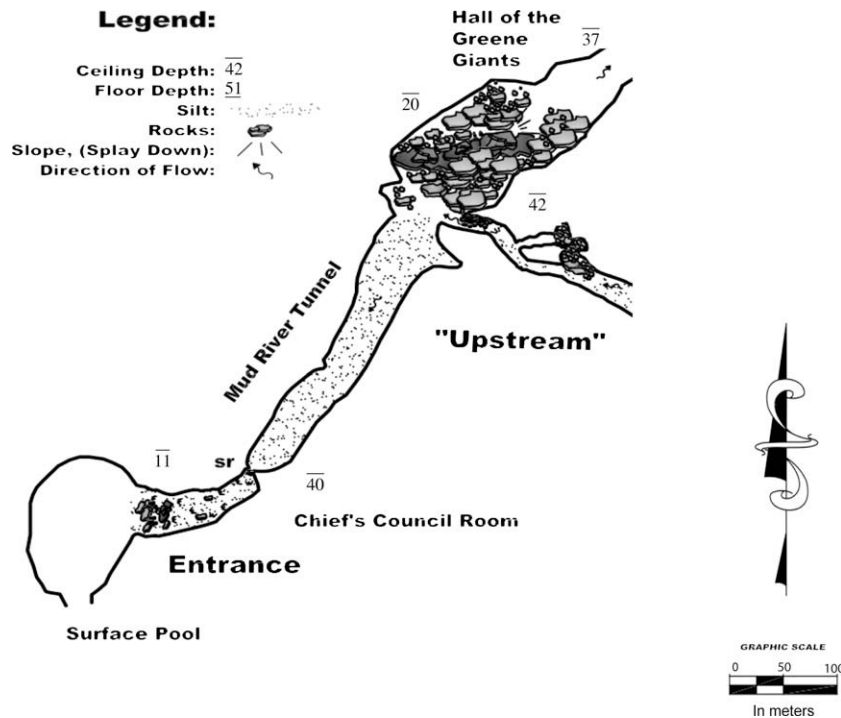 Legend:
Ceiling Depth: 42
Floor Depth: 51
Silt:
Rocks:
Slope, (Splay Down):
Direction of Flow:
Hall of the
Greene
Giants
37
20
42
Mud River Tunnel
"Upstream"
11
sr
40
Chief's Council Room
Entrance
Surface Pool
GRAPHIC SCALE
0 50 100
In meters